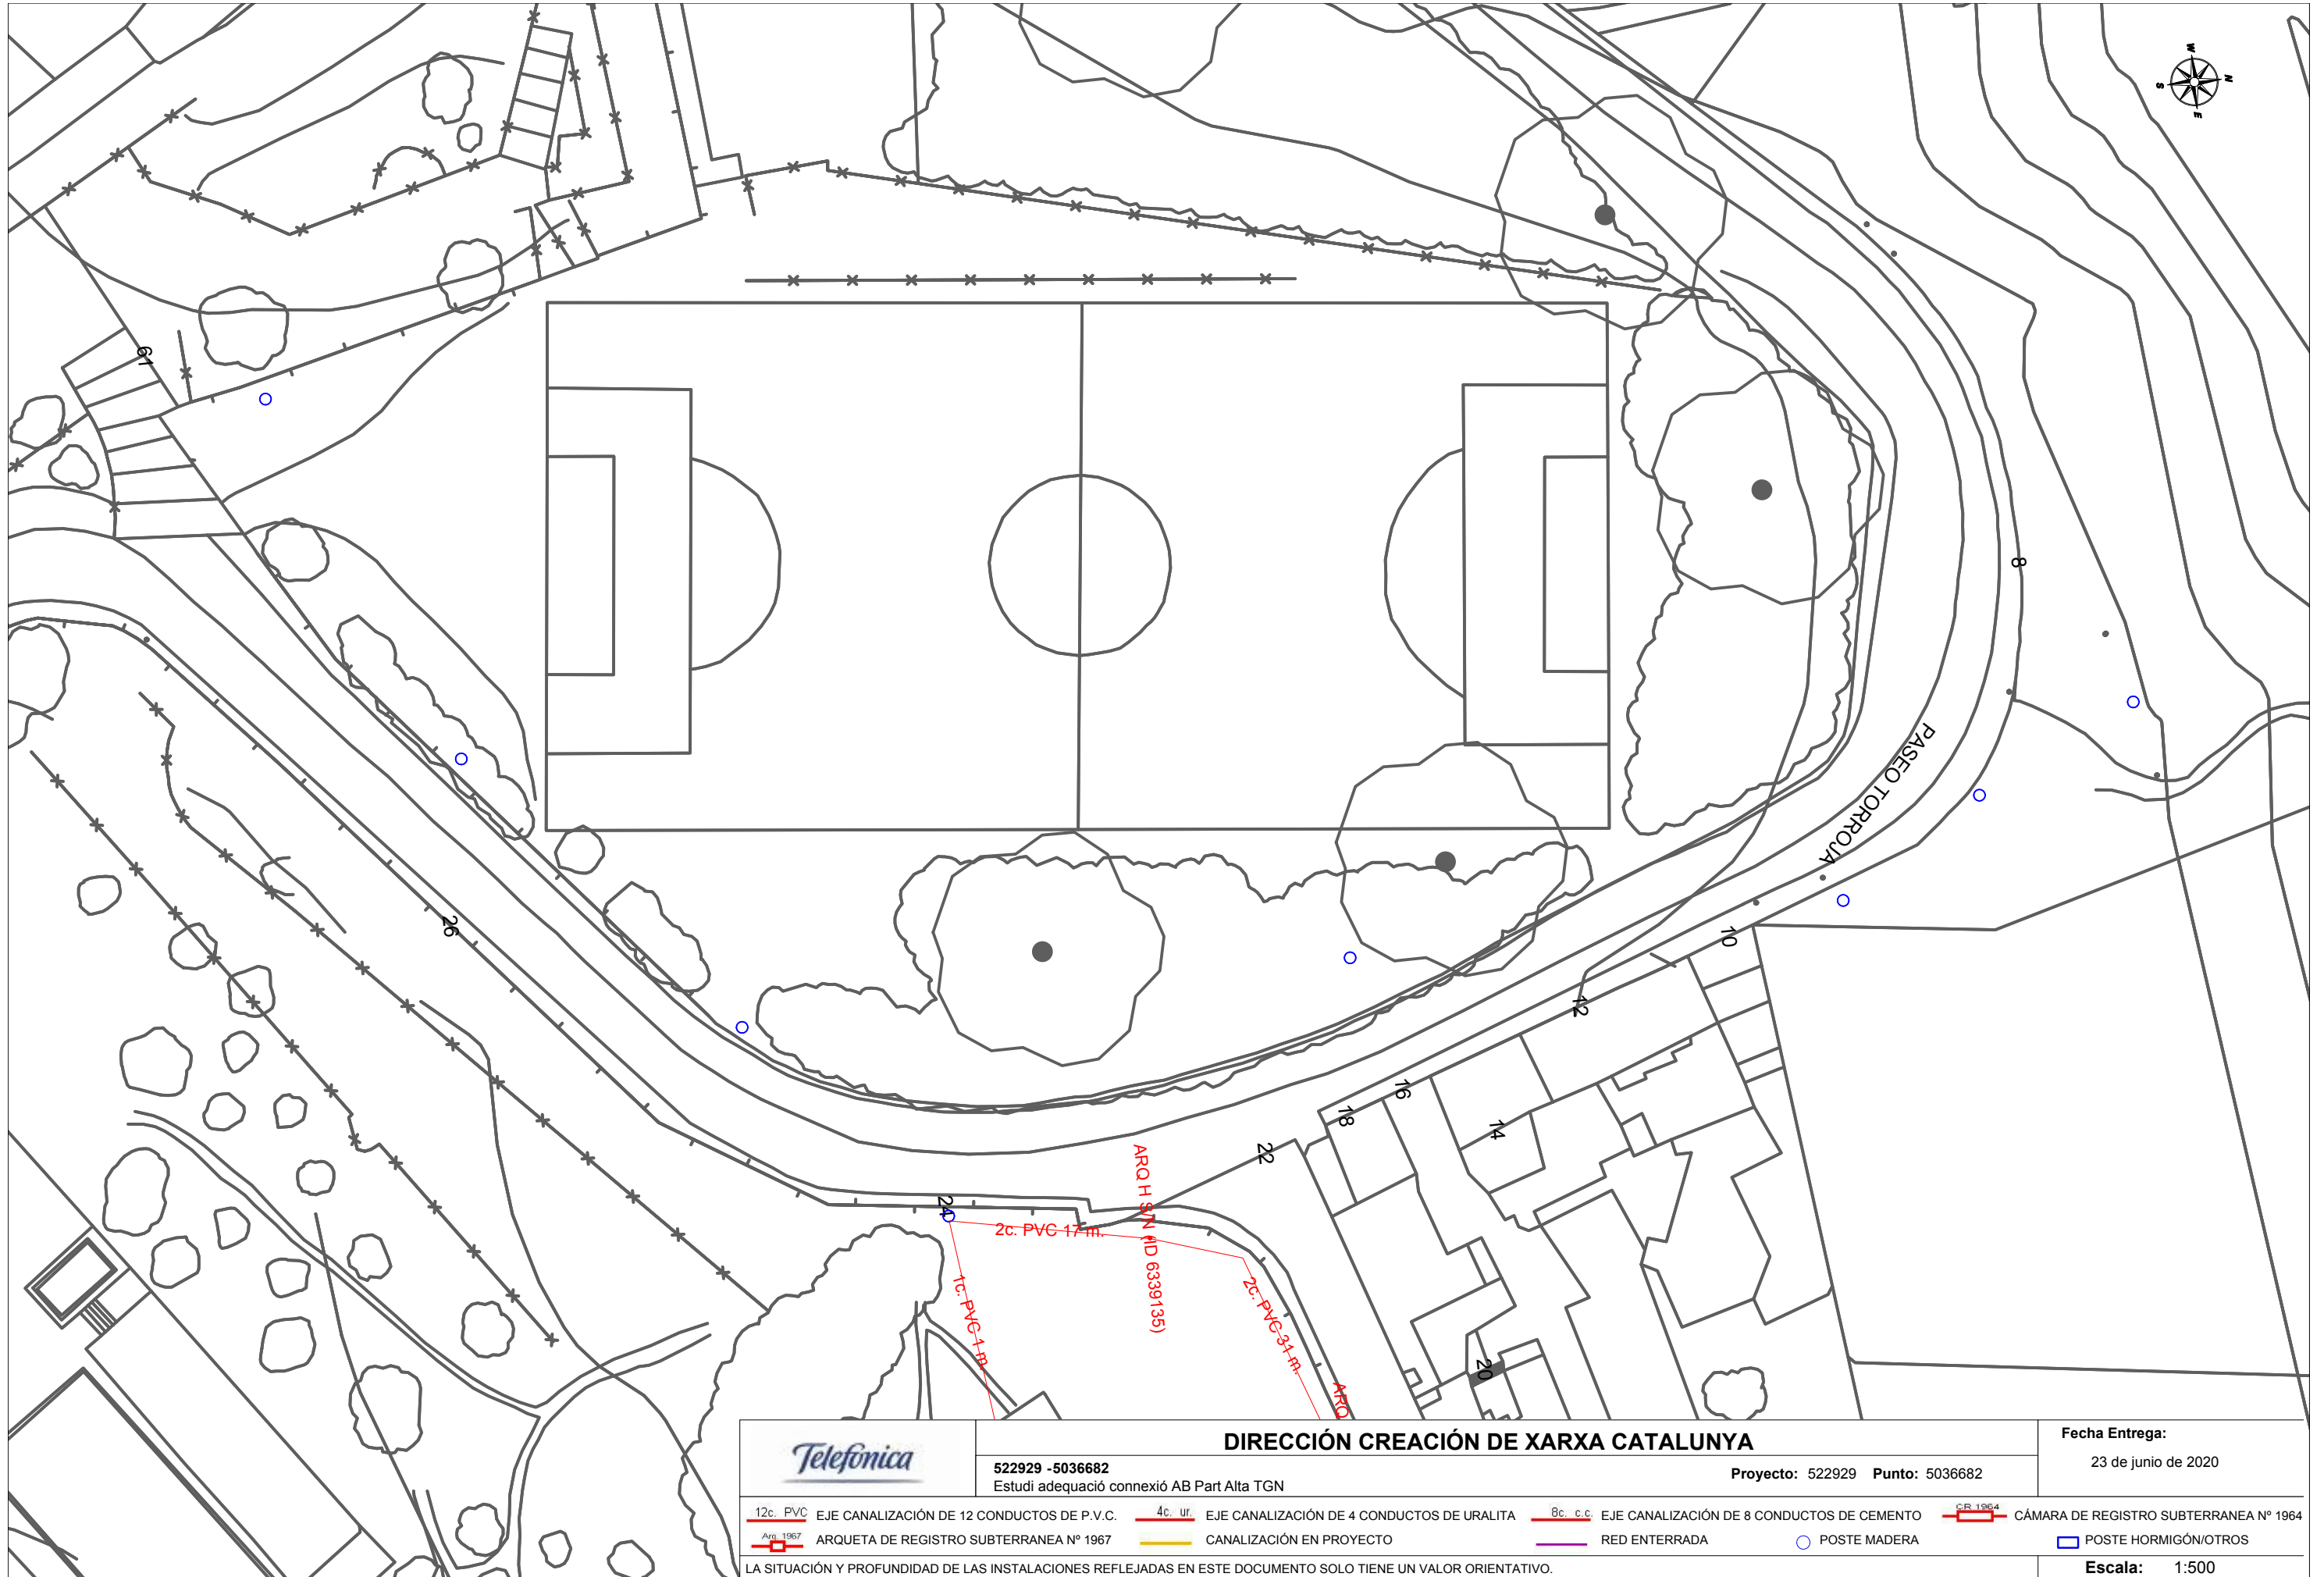 W
N
S
E
61
8
PASEO TORROJA
26
10
12
16
18
14
22
24
20
ARQ H S/N (ID 6339135)
2c. PVC 17 m.
1c. PVC 1 m.
2c. PVC 31 m.
ARQ
Telefónica
DIRECCIÓN CREACIÓN DE XARXA CATALUNYA
522929 -5036682
Estudi adequació connexió AB Part Alta TGN
Proyecto: 522929 Punto: 5036682
Fecha Entrega:
23 de junio de 2020
12c. PVC EJE CANALIZACIÓN DE 12 CONDUCTOS DE P.V.C.
4c. ur. EJE CANALIZACIÓN DE 4 CONDUCTOS DE URALITA
8c. c.c. EJE CANALIZACIÓN DE 8 CONDUCTOS DE CEMENTO
CR 1964 CÁMARA DE REGISTRO SUBTERRANEA Nº 1964
Arq. 1967 ARQUETA DE REGISTRO SUBTERRANEA Nº 1967
CANALIZACIÓN EN PROYECTO
RED ENTERRADA
POSTE MADERA
POSTE HORMIGÓN/OTROS
LA SITUACIÓN Y PROFUNDIDAD DE LAS INSTALACIONES REFLEJADAS EN ESTE DOCUMENTO SOLO TIENE UN VALOR ORIENTATIVO.
Escala: 1:500